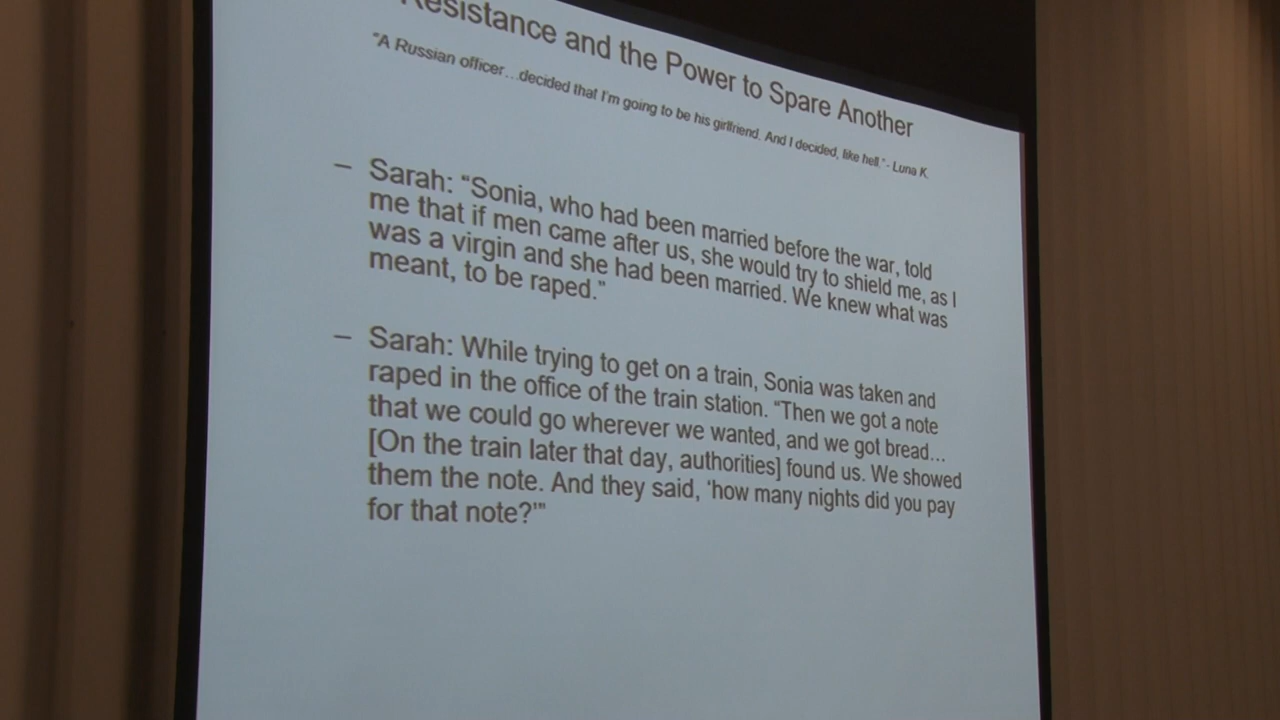 Resistance and the Power to Spare Another
"A Russian officer…decided that I'm going to be his girlfriend. And I decided, like hell."- Luna K.
– Sarah: “Sonia, who had been married before the war, told
me that if men came after us, she would try to shield me, as I
was a virgin and she had been married. We knew what was
meant, to be raped.”
– Sarah: While trying to get on a train, Sonia was taken and
raped in the office of the train station. “Then we got a note
that we could go wherever we wanted, and we got bread…
[On the train later that day, authorities] found us. We showed
them the note. And they said, ‘how many nights did you pay
for that note?’”